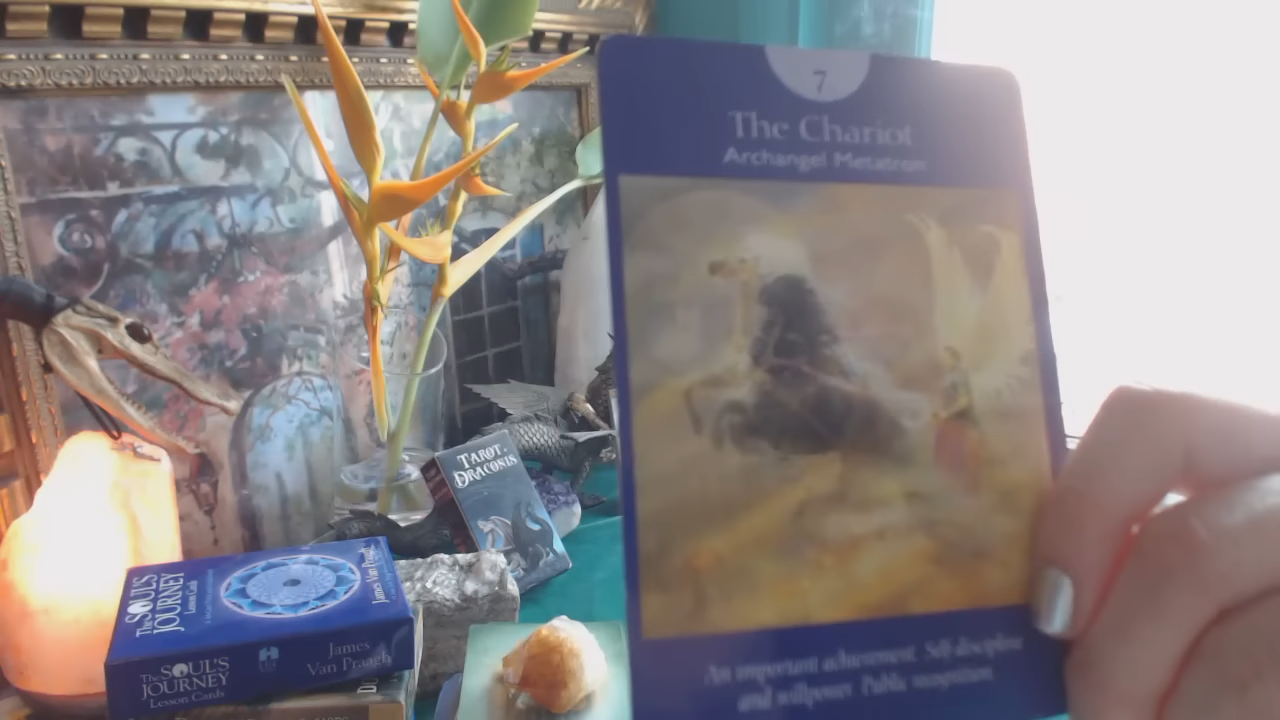 7
The Chariot
Archangel Metatron
An important achievement. Self-discipline
and willpower. Public recognition.
TAROT
DRACONIS
The SOUL'S
JOURNEY
Lesson Cards
James Van Praagh
The SOUL'S
JOURNEY
Lesson Cards
James
Van Praagh